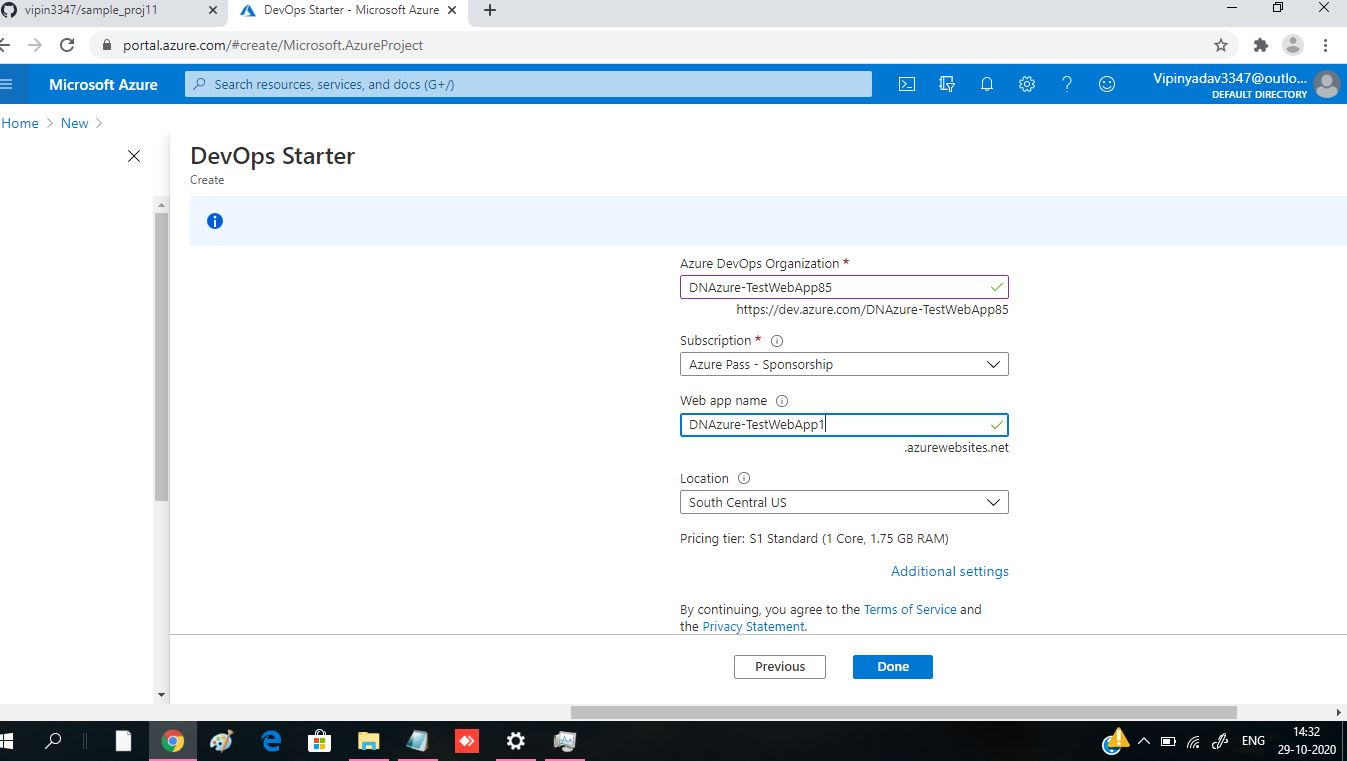 vipin3347/sample_proj11
DevOps Starter - Microsoft Azure
portal.azure.com/#create/Microsoft.AzureProject
Microsoft Azure
Search resources, services, and docs (G+/)
Vipinyadav3347@outlo...
DEFAULT DIRECTORY
Home > New >
DevOps Starter
Create
Azure DevOps Organization *
DNAzure-TestWebApp85
https://dev.azure.com/DNAzure-TestWebApp85
Subscription *
Azure Pass - Sponsorship
Web app name
DNAzure-TestWebApp1
.azurewebsites.net
Location
South Central US
Pricing tier: S1 Standard (1 Core, 1.75 GB RAM)
Additional settings
By continuing, you agree to the Terms of Service and
the Privacy Statement.
Previous
Done
ENG
14:32
29-10-2020